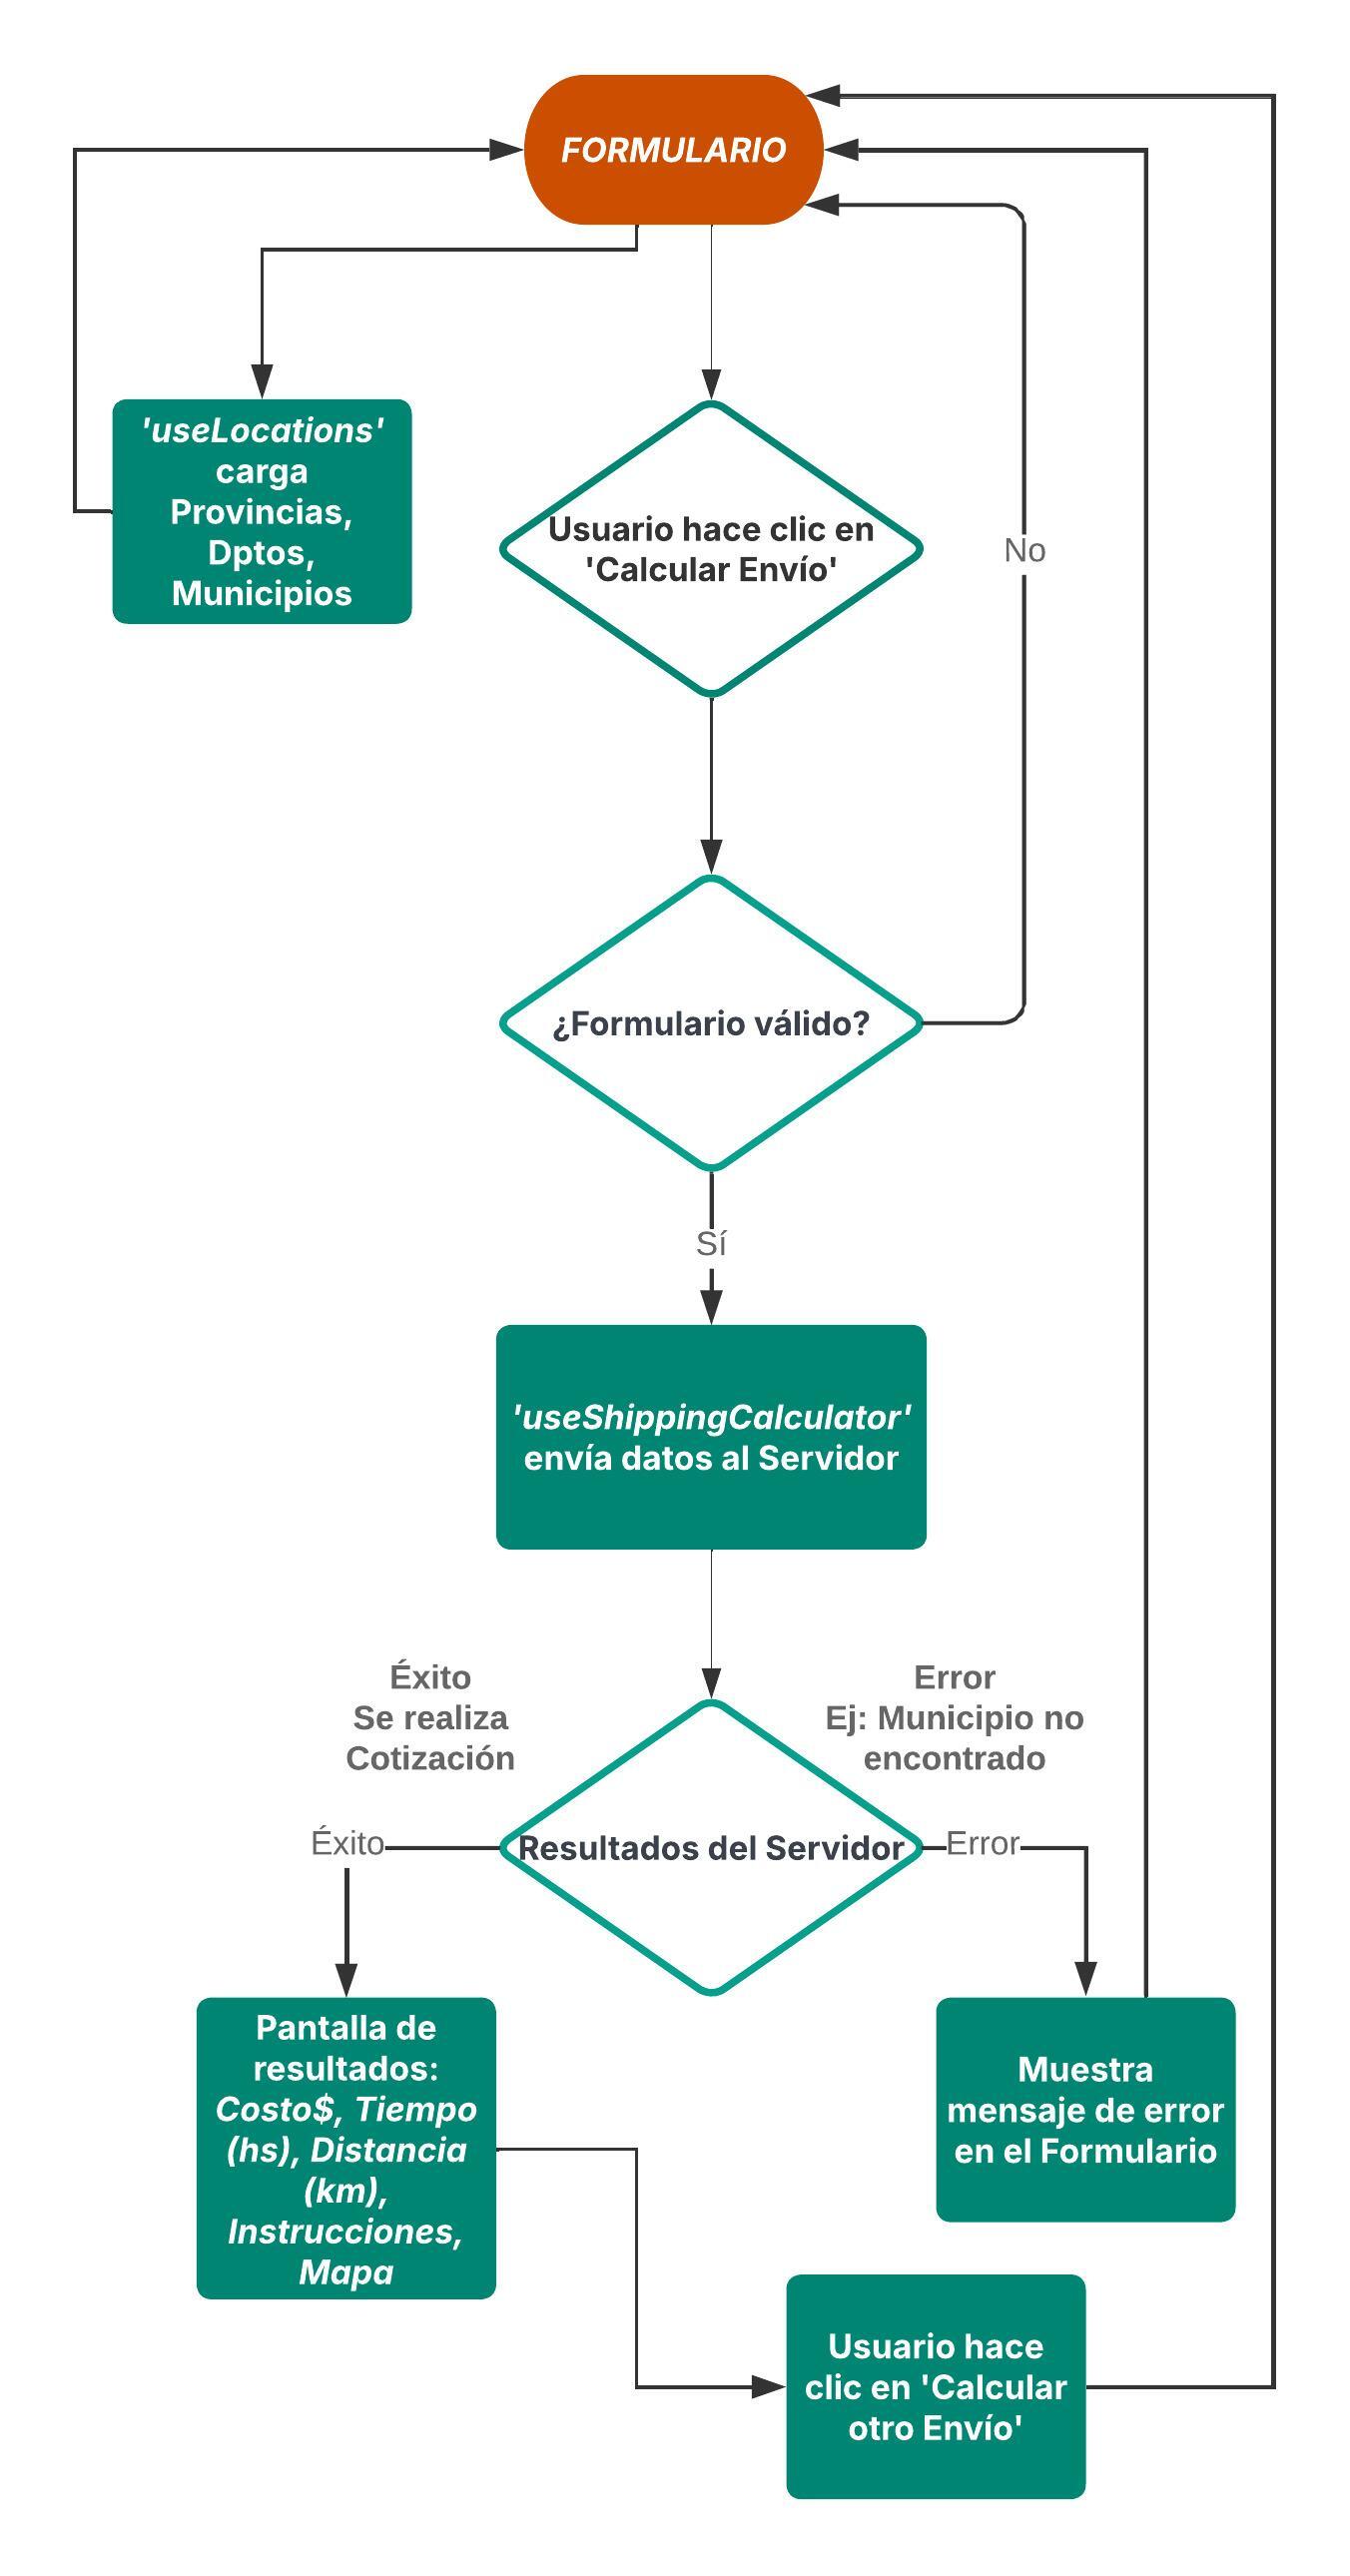 FORMULARIO
'useLocations'
carga
Provincias,
Dptos,
Municipios
Usuario hace clic en
'Calcular Envío'
No
¿Formulario válido?
Sí
'useShippingCalculator'
envía datos al Servidor
Éxito
Se realiza
Cotización
Error
Ej: Municipio no
encontrado
Éxito
Resultados del Servidor
Error
Pantalla de
resultados:
Costo$, Tiempo
(hs), Distancia
(km),
Instrucciones,
Mapa
Muestra
mensaje de error
en el Formulario
Usuario hace
clic en 'Calcular
otro Envío'